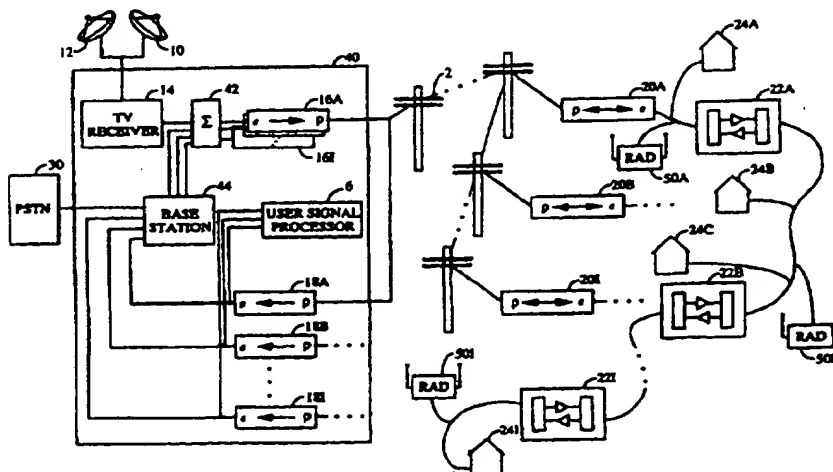 12
10
40
24A
14
42
16A
2
20A
22A
TV
RECEIVER
Σ
e → p
p ↔ e
RAD
50A
30
16I
PSTN
44
6
20B
24B
BASE
STATION
USER SIGNAL
PROCESSOR
p ↔ e
24C
18A
20I
22B
e ← p
p ↔ e
18B
e ← p
50I
RAD
RAD
18I
22I
e ← p
24I